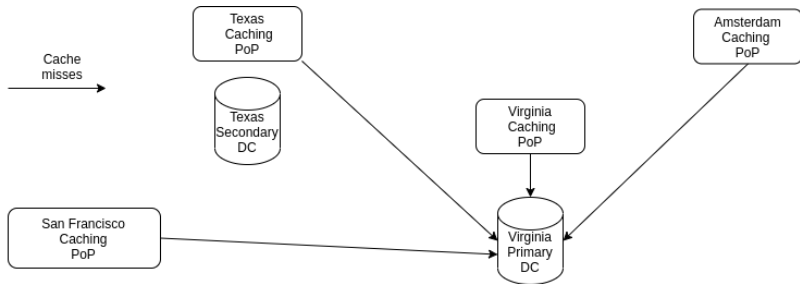 Cache
misses
Texas
Caching
PoP
Texas
Secondary
DC
Amsterdam
Caching
PoP
Virginia
Caching
PoP
San Francisco
Caching
PoP
Virginia
Primary
DC